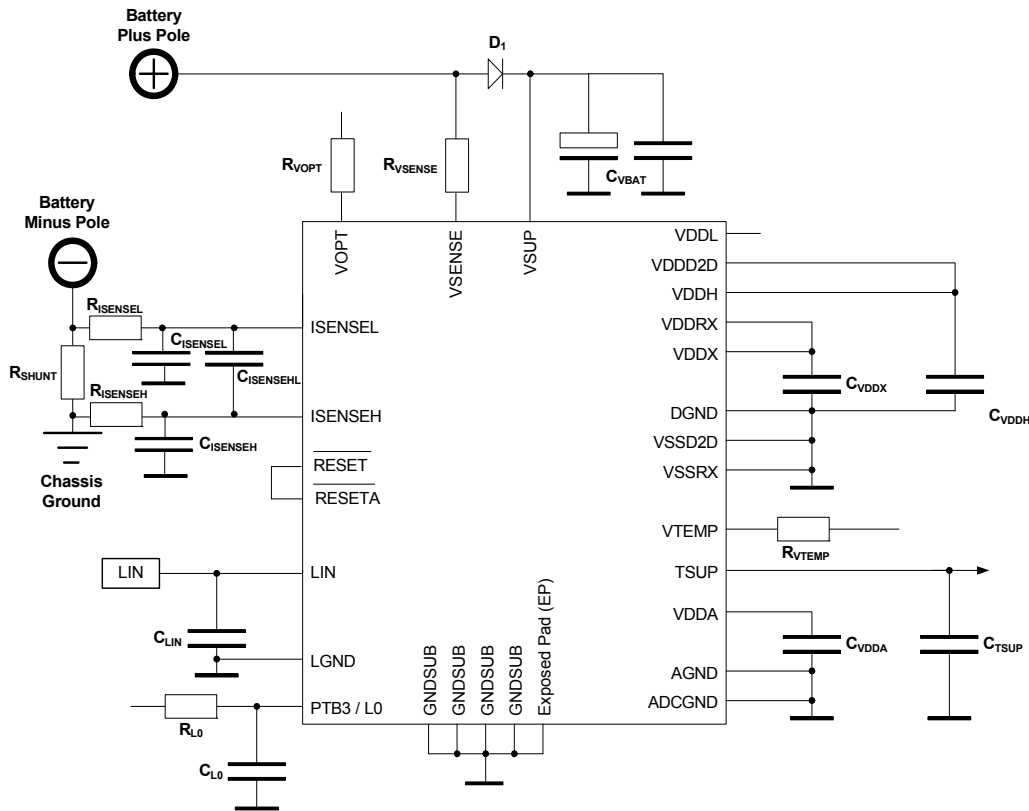 Battery
Plus Pole
D1
RVOPT
RVSENSE
CVBAT
Battery
Minus Pole
VOPT
VSENSE
VSUP
VDDL
VDDD2D
VDDH
VDDRX
VDDX
DGND
VSSD2D
VSSRX
CVDDX
CVDDH
RISENSEL
ISENSEL
CISENSEL
RSHUNT
CISENSEHL
RISENSEH
ISENSEH
CISENSEH
Chassis
Ground
RESET
RESETA
VTEMP
RVTEMP
TSUP
LIN
LIN
VDDA
CVDDA
CTSUP
CLIN
LGND
AGND
ADCGND
PTB3 / L0
RL0
CL0
GNDSUB
GNDSUB
GNDSUB
GNDSUB
Exposed Pad (EP)